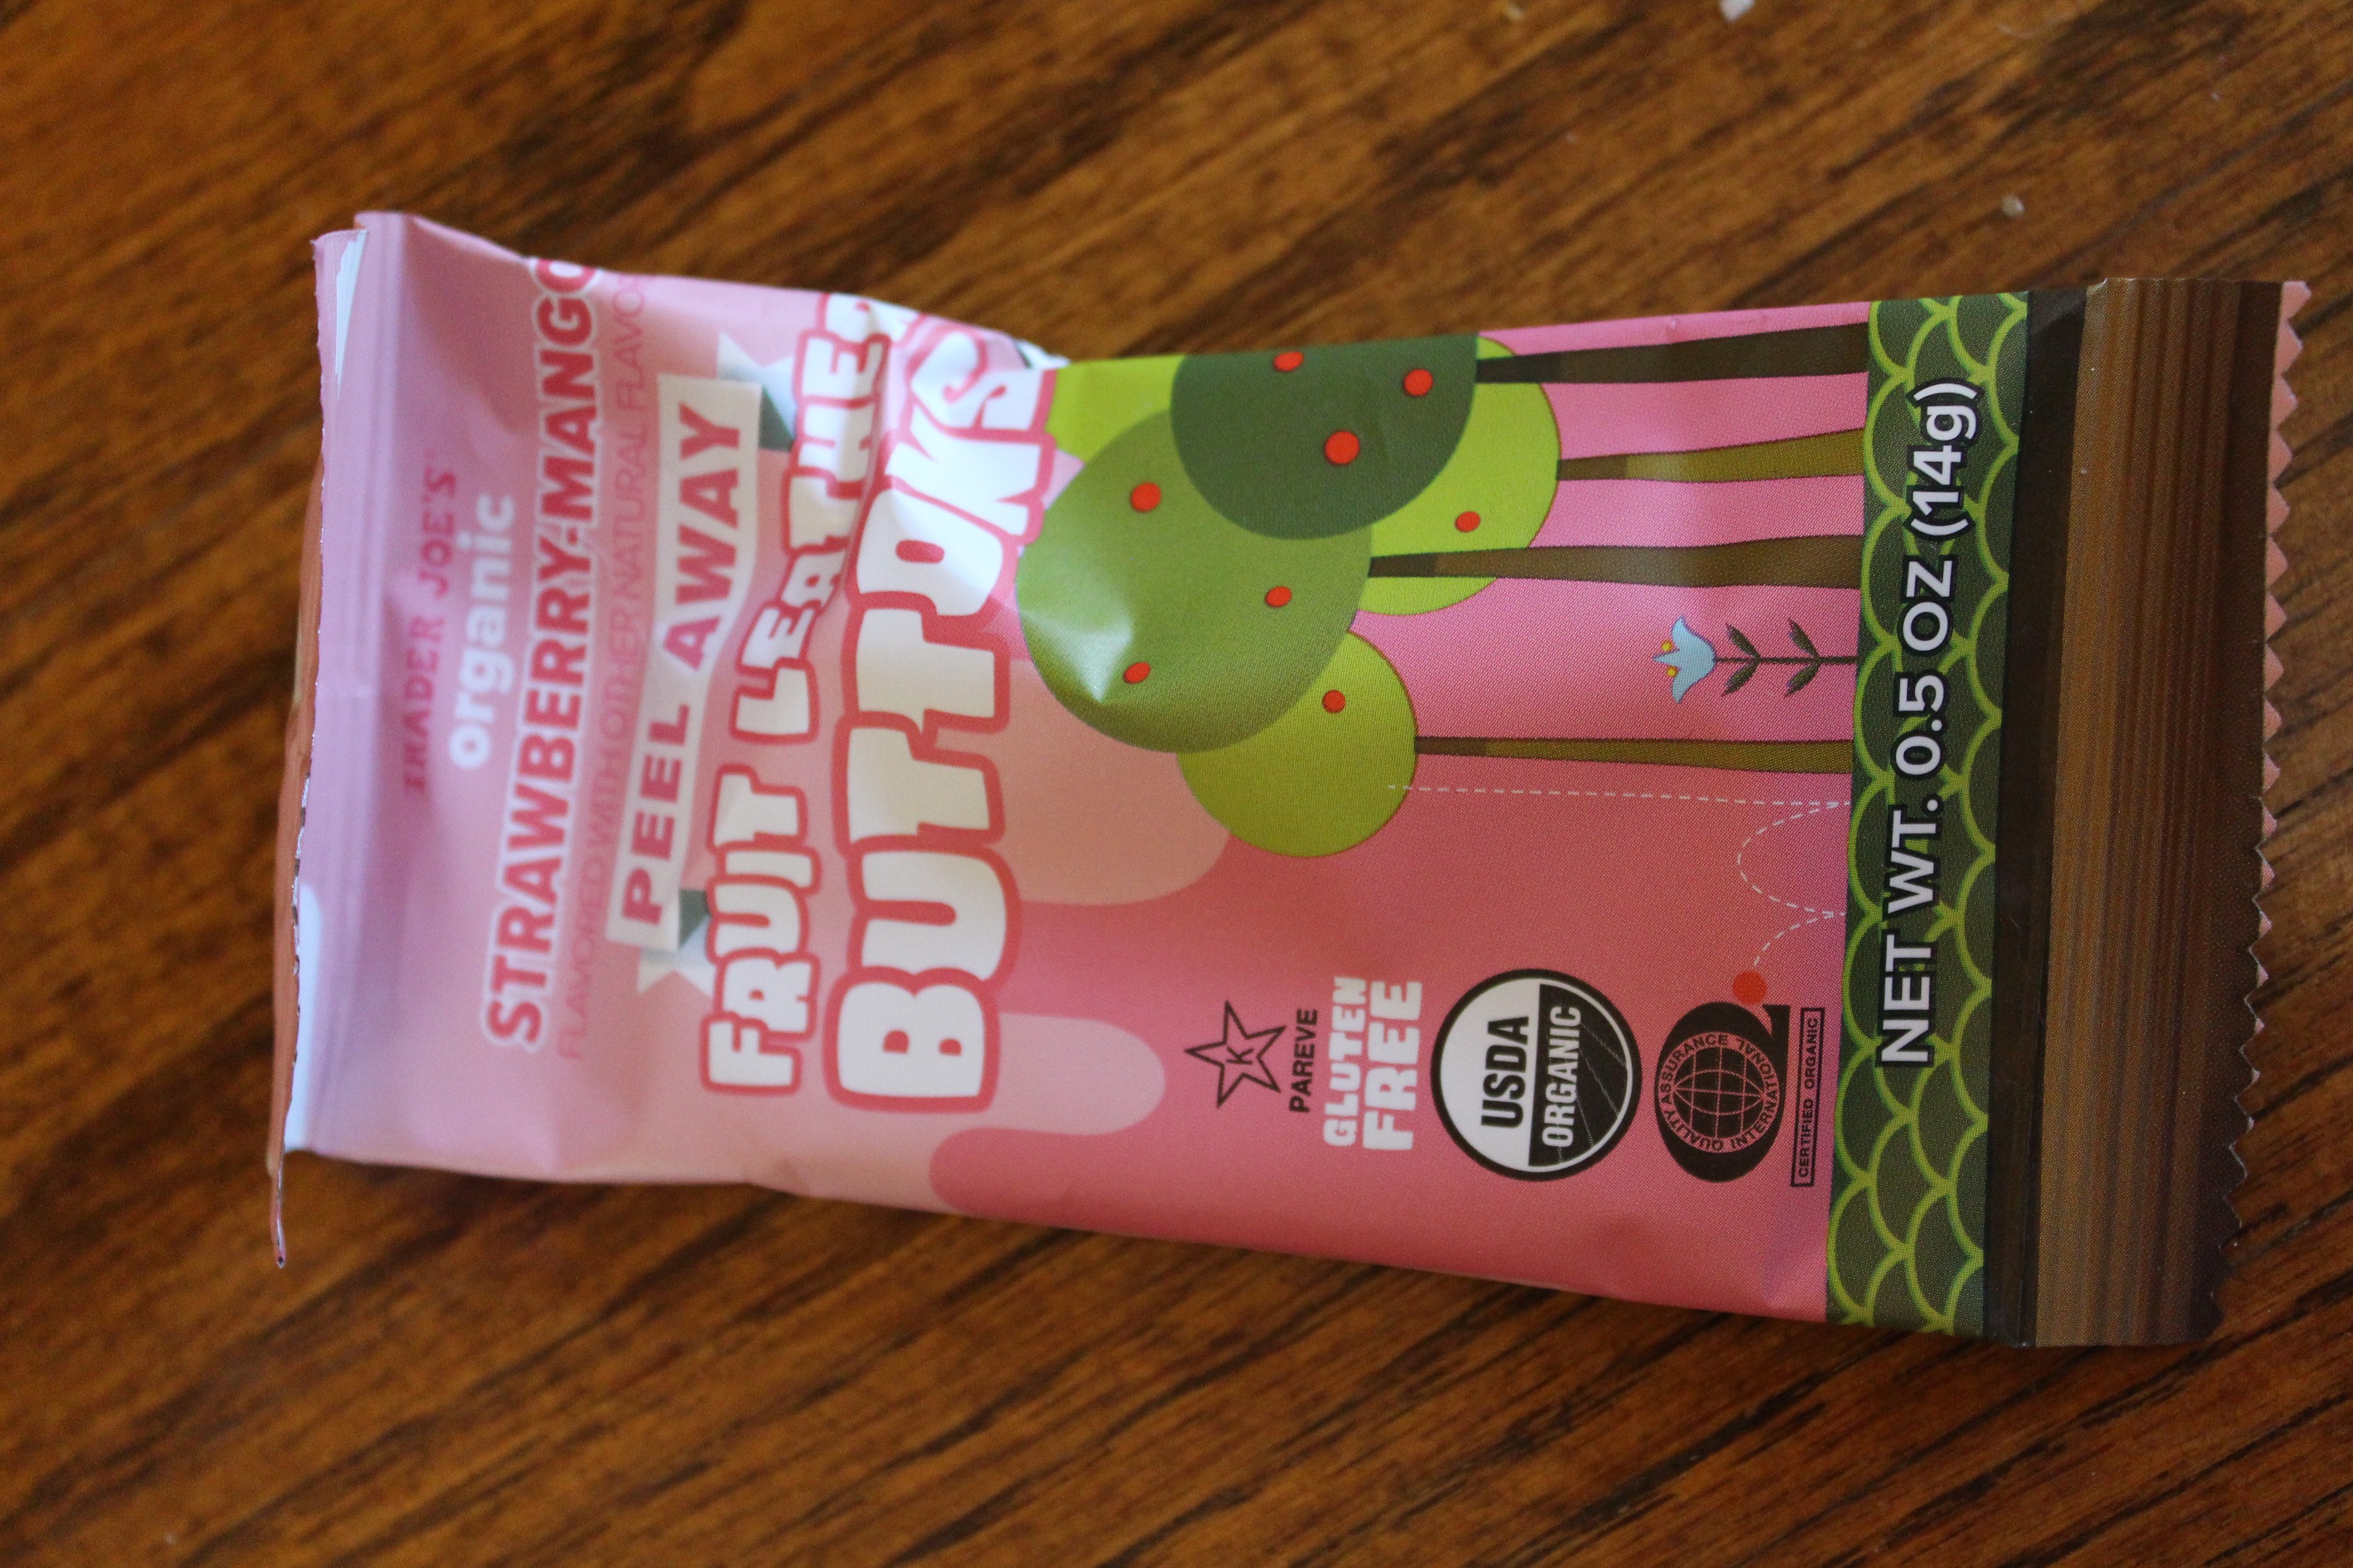 TRADER JOE'S
organic
STRAWBERRY-MANGO
FLAVORED WITH OTHER NATURAL FLAVOR
PEEL AWAY
FRUIT LEATHER
BUTTONS
K
PAREVE
GLUTEN
FREE
USDA
ORGANIC
QUALITY ASSURANCE INTERNATIONAL
CERTIFIED ORGANIC
NET WT. 0.5 OZ (14g)